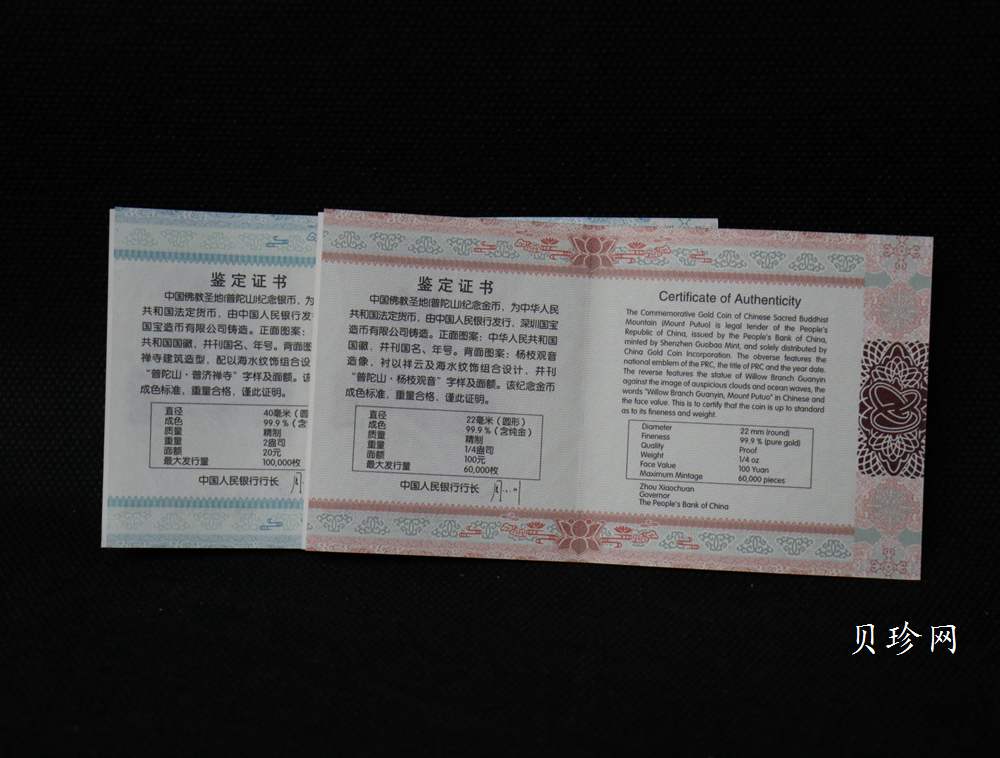 鉴定证书
中国佛教圣地(普陀山)纪念银币，为
共和国法定货币，由中国人民银行发
国宝造币有限公司铸造。正面图案：
共和国国徽，并刊国名、年号。背面图
禅寺建筑造型，配以海水纹饰组合设
“普陀山·普济禅寺”字样及面额。该
成色标准，重量合格，谨此证明。
直径 40毫米（圆
成色 99.9%（含
质量 精制
重量 2盎司
面额 20元
最大发行量 100,000枚
中国人民银行行长
鉴定证书
中国佛教圣地(普陀山)纪念金币，为中华人民
共和国法定货币，由中国人民银行发行，深圳国宝
造币有限公司铸造。正面图案：中华人民共和国
国徽，并刊国名、年号。背面图案：杨枝观音
造像，衬以祥云及海水纹饰组合设计，并刊
“普陀山·杨枝观音”字样及面额。该纪念金币
成色标准，重量合格，谨此证明。
直径 22毫米（圆形）
成色 99.9%（含纯金）
质量 精制
重量 1/4盎司
面额 100元
最大发行量 60,000枚
中国人民银行行长
Certificate of Authenticity
The Commemorative Gold Coin of Chinese Sacred Buddhist
Mountain (Mount Putuo) is legal tender of the People's
Republic of China, issued by the People's Bank of China,
minted by Shenzhen Guobao Mint, and solely distributed by
China Gold Coin Incorporation. The obverse features the
national emblem of the PRC, the title of PRC and the year date.
The reverse features the statue of Willow Branch Guanyin
against the image of auspicious clouds and ocean waves, the
words "Willow Branch Guanyin, Mount Putuo" in Chinese and
the face value. This is to certify that the coin is up to standard
as to its fineness and weight.
Diameter 22 mm (round)
Fineness 99.9 % (pure gold)
Quality Proof
Weight 1/4 oz
Face Value 100 Yuan
Maximum Mintage 60,000 pieces
Zhou Xiaochuan
Governor
The People's Bank of China
贝珍网